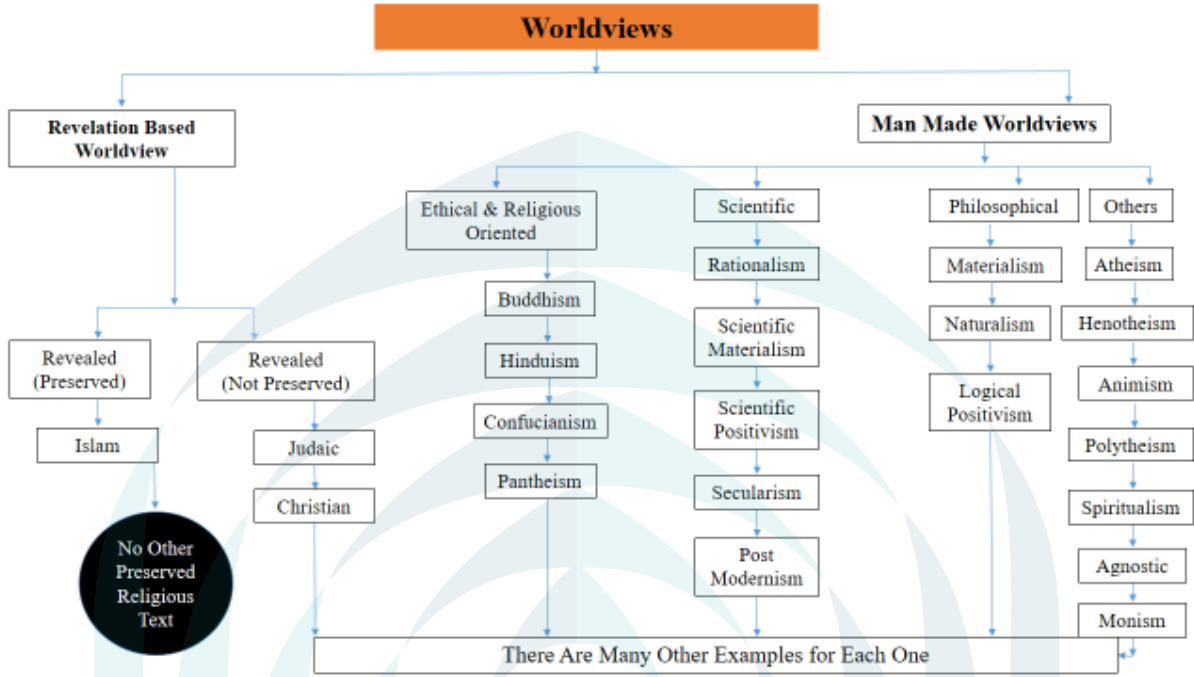 Worldviews
Revelation Based
Worldview
Man Made Worldviews
Revealed
(Preserved)
Islam
No Other
Preserved
Religious
Text
Revealed
(Not Preserved)
Judaic
Christian
Ethical & Religious
Oriented
Buddhism
Hinduism
Confucianism
Pantheism
Scientific
Rationalism
Scientific
Materialism
Scientific
Positivism
Secularism
Post
Modernism
Philosophical
Materialism
Naturalism
Logical
Positivism
Others
Atheism
Henotheism
Animism
Polytheism
Spiritualism
Agnostic
Monism
There Are Many Other Examples for Each One